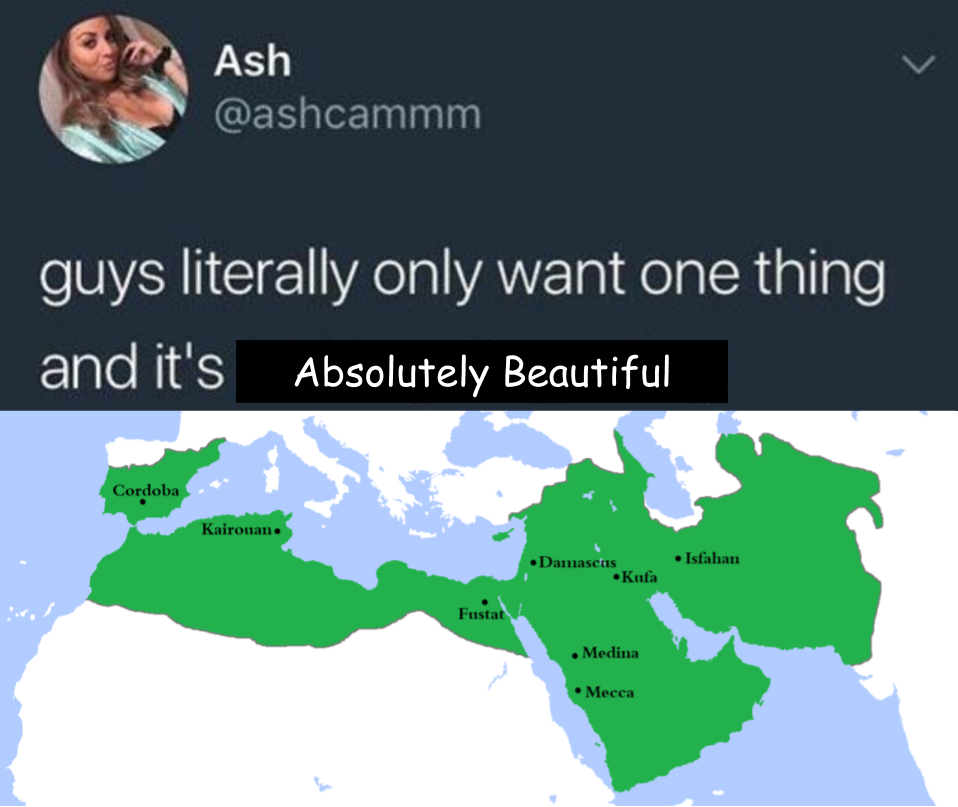 Ash
@ashcammm
guys literally only want one thing
and it's Absolutely Beautiful
Cordoba
Kairouan
Damascus
Isfahan
Kufa
Fustat
Medina
Mecca